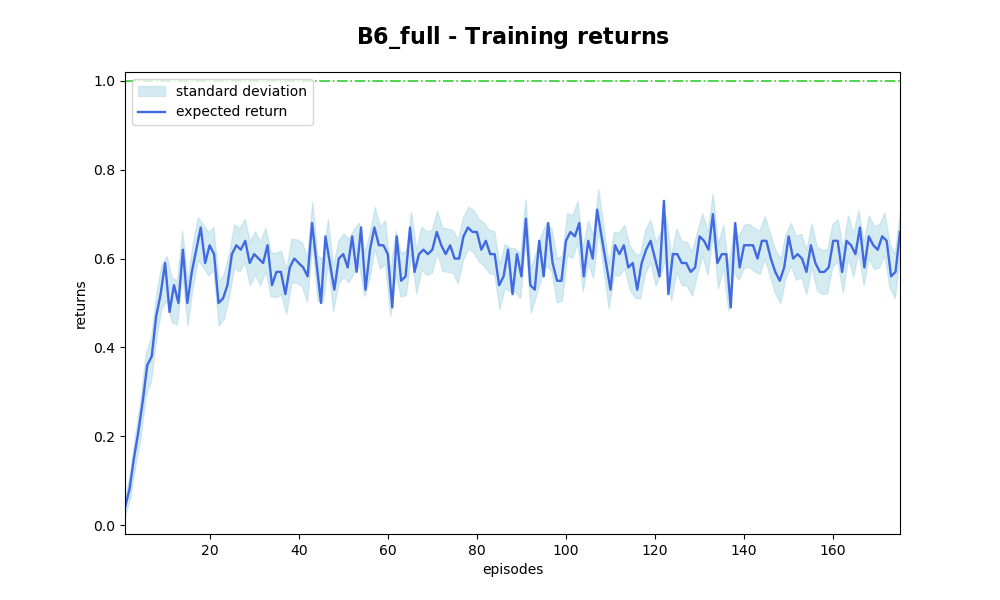 B6_full - Training returns
1.0
standard deviation
expected return
0.8
0.6
0.4
0.2
0.0
returns
20 40 60 80 100 120 140 160
episodes